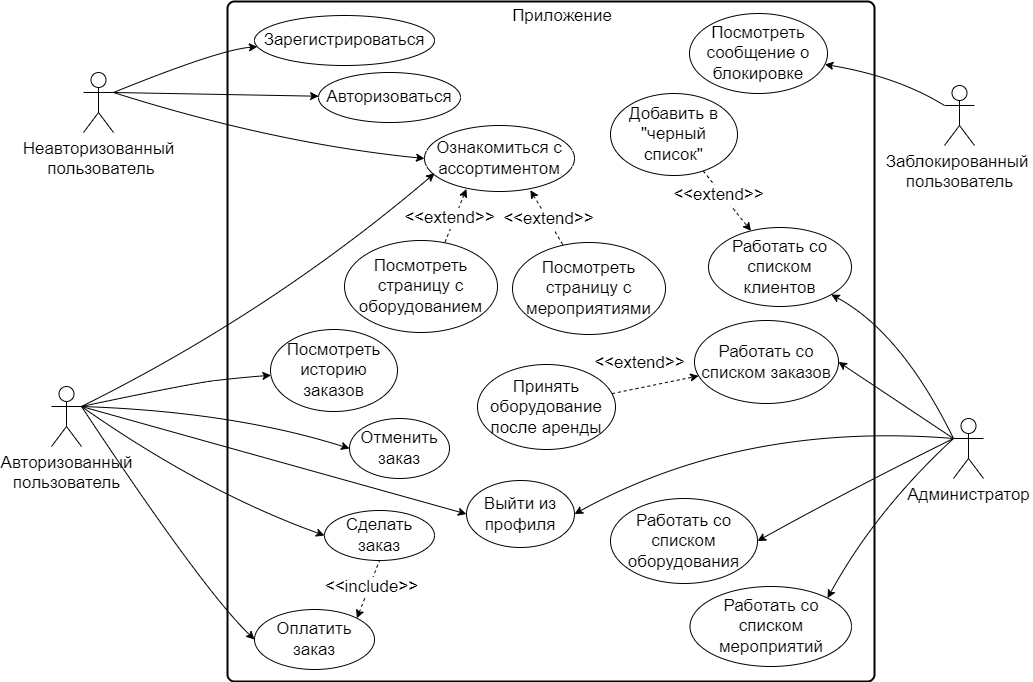 Приложение
Зарегистрироваться
Посмотреть
сообщение о
блокировке
Авторизоваться
Неавторизованный
пользователь
Добавить в
"черный
список"
Заблокированный
пользователь
Ознакомиться с
ассортиментом
<<extend>>
<<extend>>
<<extend>>
Посмотреть
страницу с
оборудованием
Посмотреть
страницу с
мероприятиями
Работать со
списком
клиентов
Посмотреть
историю
заказов
<<extend>>
Работать со
списком заказов
Принять
оборудование
после аренды
Отменить
заказ
Авторизованный
пользователь
Администратор
Выйти из
профиля
Сделать
заказ
Работать со
списком
оборудования
<<include>>
Оплатить
заказ
Работать со
списком
мероприятий